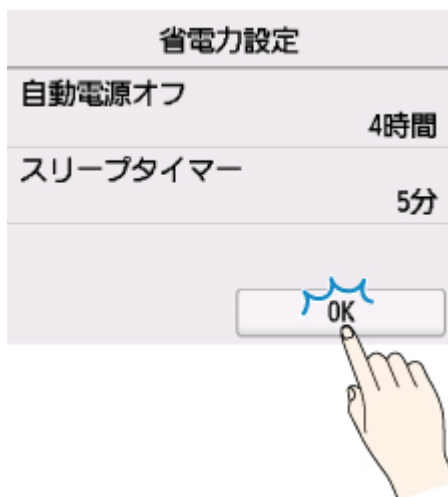 省電力設定
自動電源オフ
4時間
スリープタイマー
5分
OK